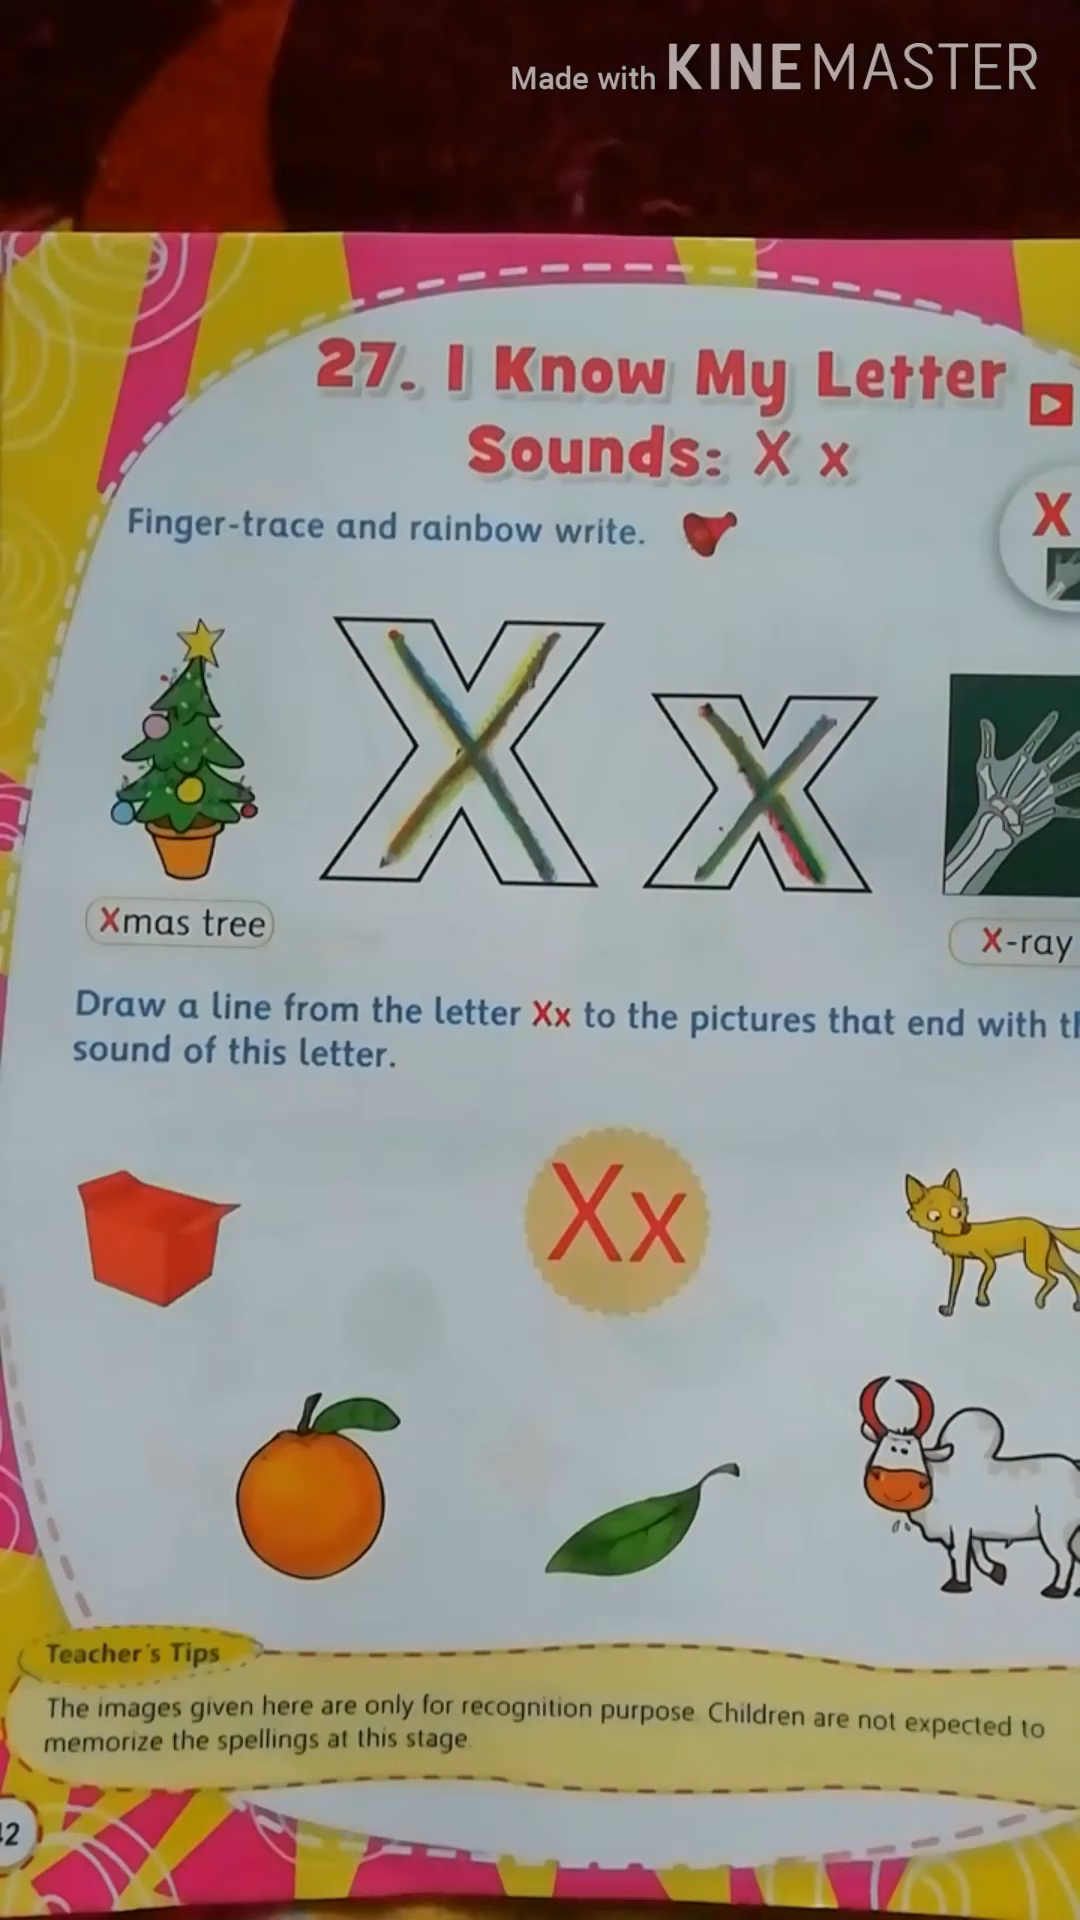 Made with KINEMASTER
27. I Know My Letter
Sounds: X x
Finger-trace and rainbow write.
X
Xmas tree
X-ray
Draw a line from the letter Xx to the pictures that end with
sound of this letter.
Xx
Teacher's Tips
The images given here are only for recognition purpose. Children are not expected to
memorize the spellings at this stage